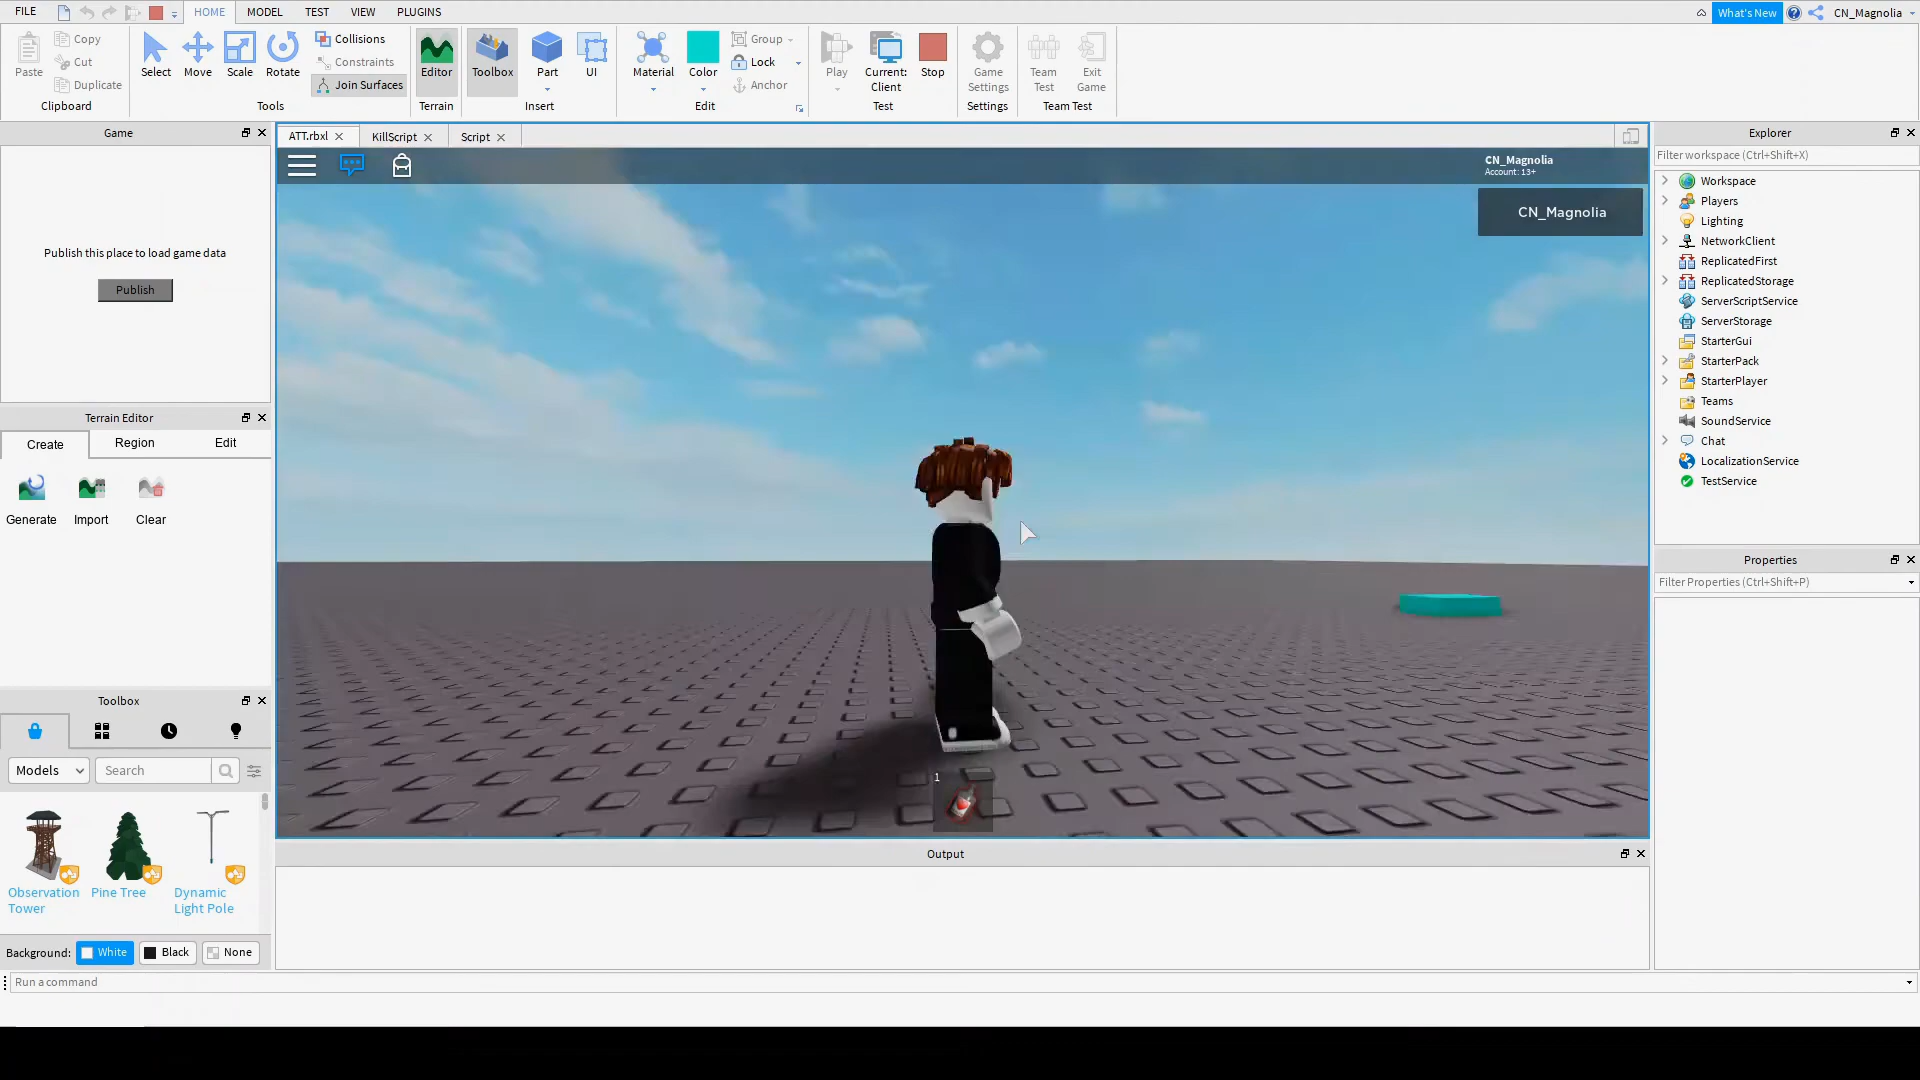 FILE
HOME
MODEL
TEST
VIEW
PLUGINS
What's New
CN_Magnolia
Paste
Copy
Cut
Duplicate
Clipboard
Select
Move
Scale
Rotate
Collisions
Constraints
Join Surfaces
Tools
Editor
Terrain
Toolbox
Part
UI
Insert
Material
Color
Group
Lock
Anchor
Edit
Play
Current:
Client
Stop
Test
Game
Settings
Settings
Team
Test
Exit
Game
Team Test
Game
Publish this place to load game data
Publish
Terrain Editor
Create
Region
Edit
Generate
Import
Clear
Toolbox
Models
Search
Observation
Tower
Pine Tree
Dynamic
Light Pole
Background:
White
Black
None
ATT.rbxl
KillScript
Script
CN_Magnolia
Account: 13+
CN_Magnolia
1
Output
Run a command
Explorer
Filter workspace (Ctrl+Shift+X)
Workspace
Players
Lighting
NetworkClient
ReplicatedFirst
ReplicatedStorage
ServerScriptService
ServerStorage
StarterGui
StarterPack
StarterPlayer
Teams
SoundService
Chat
LocalizationService
TestService
Properties
Filter Properties (Ctrl+Shift+P)